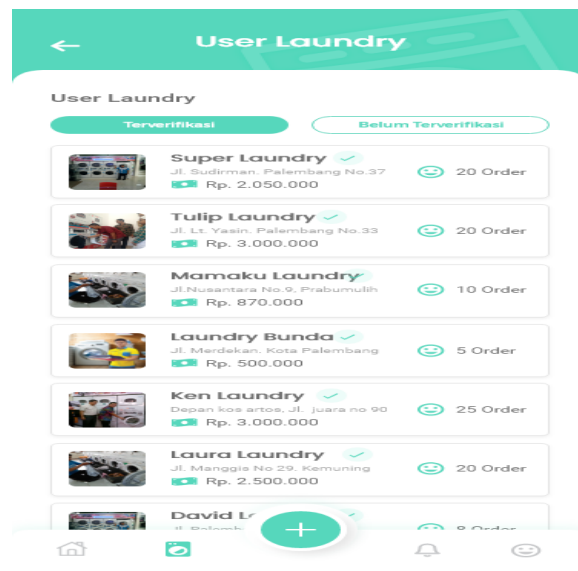 User Laundry
User Laundry
Terverifikasi
Belum Terverifikasi
Super Laundry
Jl. Sudirman. Palembang No.37
Rp. 2.050.000
20 Order
Tulip Laundry
Jl. Lt. Yasin. Palembang No.33
Rp. 3.000.000
20 Order
Mamaku Laundry
Jl.Nusantara No.9, Prabumulih
Rp. 870.000
10 Order
Laundry Bunda
Jl. Merdekan. Kota Palembang
Rp. 500.000
5 Order
Ken Laundry
Depan kos artos, Jl. juara no 90
Rp. 3.000.000
25 Order
Laura Laundry
Jl. Manggis No 29. Kemuning
Rp. 2.500.000
20 Order
David
8 Order